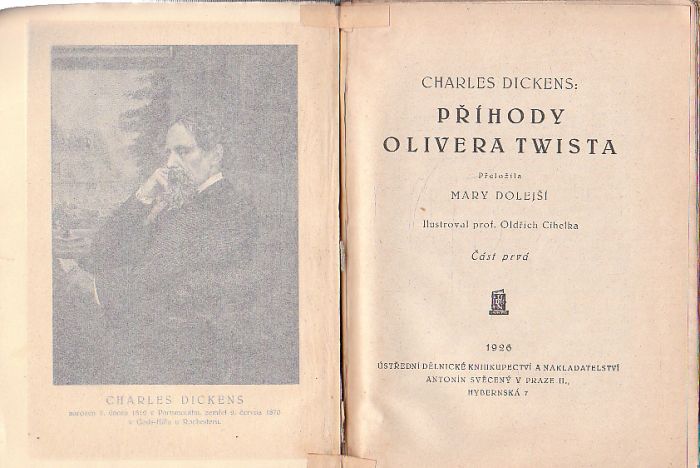 CHARLES DICKENS
narozen 7. února 1812 v Portsmouthu, zemřel 9. června 1870
v Gads-Hillu u Rochestru.
CHARLES DICKENS:
PŘÍHODY
OLIVERA TWISTA
Přeložila
MARY DOLEJŠÍ
Ilustroval prof. Oldřich Cihelka
Část prvá
1926
ÚSTŘEDNÍ DĚLNICKÉ KNIHKUPECTVÍ A NAKLADATELSTVÍ
ANTONÍN SVĚCENÝ V PRAZE II.,
HYBERNSKÁ 7